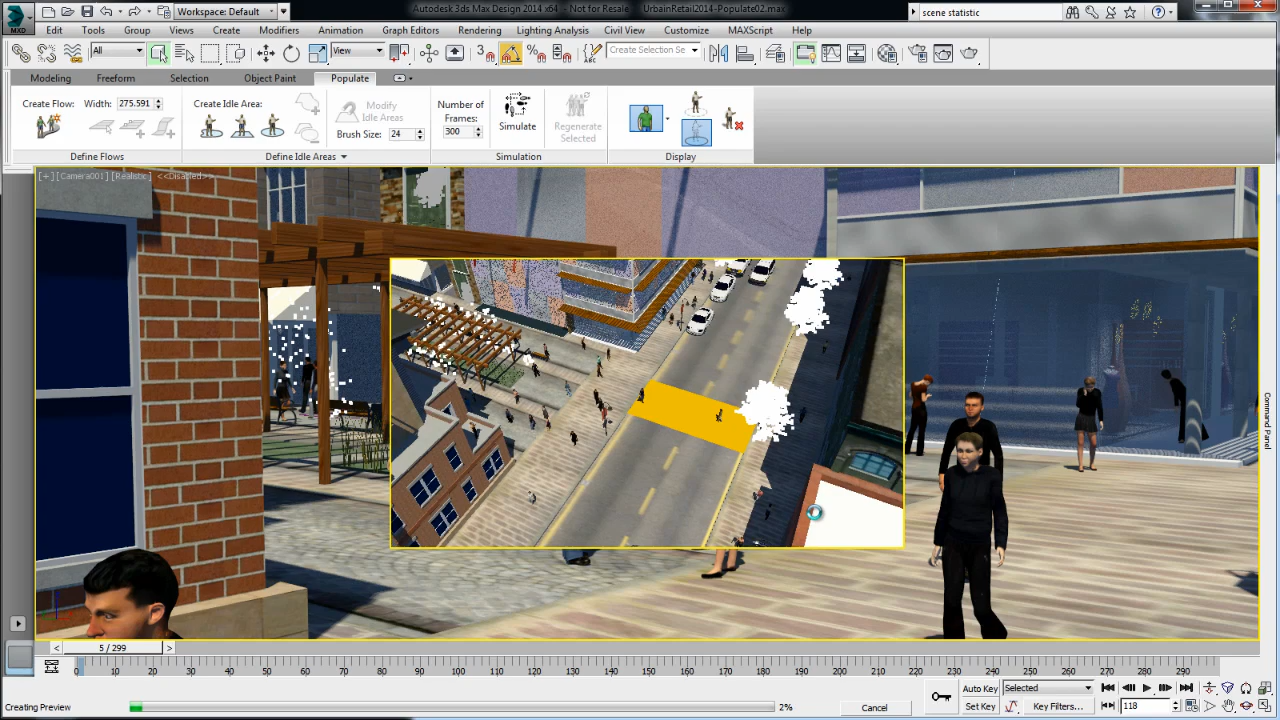 Workspace: Default
Autodesk 3ds Max Design 2014 x64 - Not for Resale UrbainRetail2014-Populate02.max
scene statistic
MXD
Edit Tools Group Views Create Modifiers Animation Graph Editors Rendering Lighting Analysis Civil View Customize MAXScript Help
All
View
3
Create Selection Se
Modeling Freeform Selection Object Paint Populate
Create Flow: Width: 275.591
Define Flows
Create Idle Area:
Modify
Idle Areas
Brush Size: 24
Define Idle Areas
Number of
Frames:
300
Simulate
Regenerate
Selected
Simulation
Display
[+][Camera001][Realistic] <<Disabled>>
Command Panel
< 5 / 299 >
0 10 20 30 40 50 60 70 80 90 100 110 120 130 140 150 160 170 180 190 200 210 220 230 240 250 260 270 280 290
Creating Preview
2%
Cancel
Auto Key
Selected
Set Key
Key Filters...
118